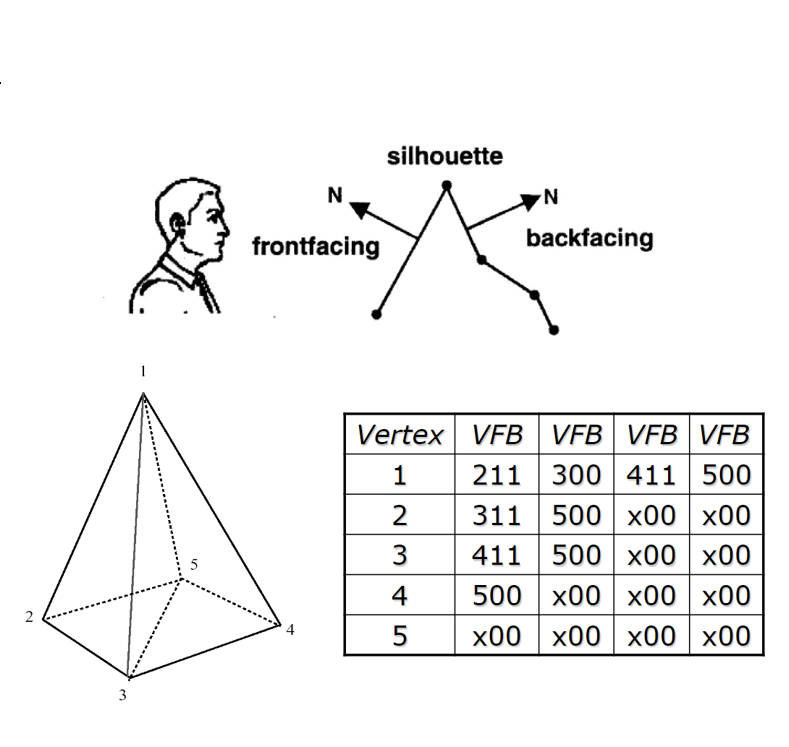 silhouette
N
N
frontfacing
backfacing
1
5
2
4
3
Vertex VFB VFB VFB VFB
1 211 300 411 500
2 311 500 x00 x00
3 411 500 x00 x00
4 500 x00 x00 x00
5 x00 x00 x00 x00